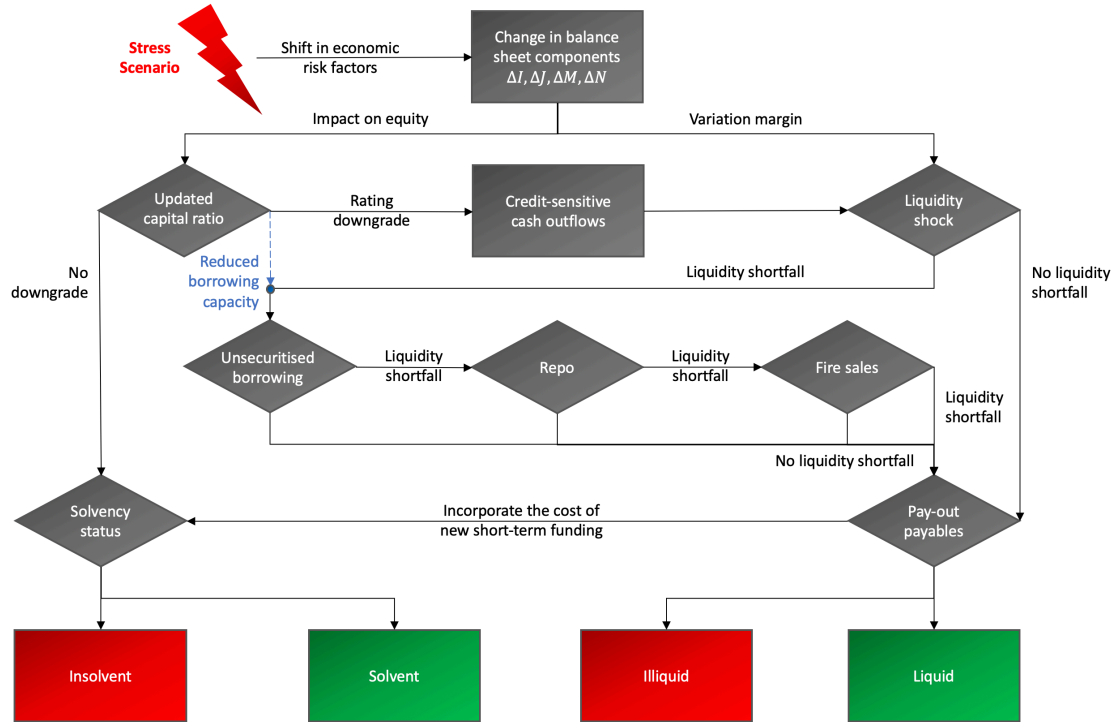 Stress
Scenario
Shift in economic
risk factors
Change in balance
sheet components
ΔI, ΔJ, ΔM, ΔN
Impact on equity
Variation margin
Updated
capital ratio
Rating
downgrade
Credit-sensitive
cash outflows
Liquidity
shock
No
downgrade
Reduced
borrowing
capacity
Liquidity shortfall
No liquidity
shortfall
Unsecuritised
borrowing
Liquidity
shortfall
Repo
Liquidity
shortfall
Fire sales
Liquidity
shortfall
No liquidity shortfall
Solvency
status
Incorporate the cost of
new short-term funding
Pay-out
payables
Insolvent
Solvent
Illiquid
Liquid